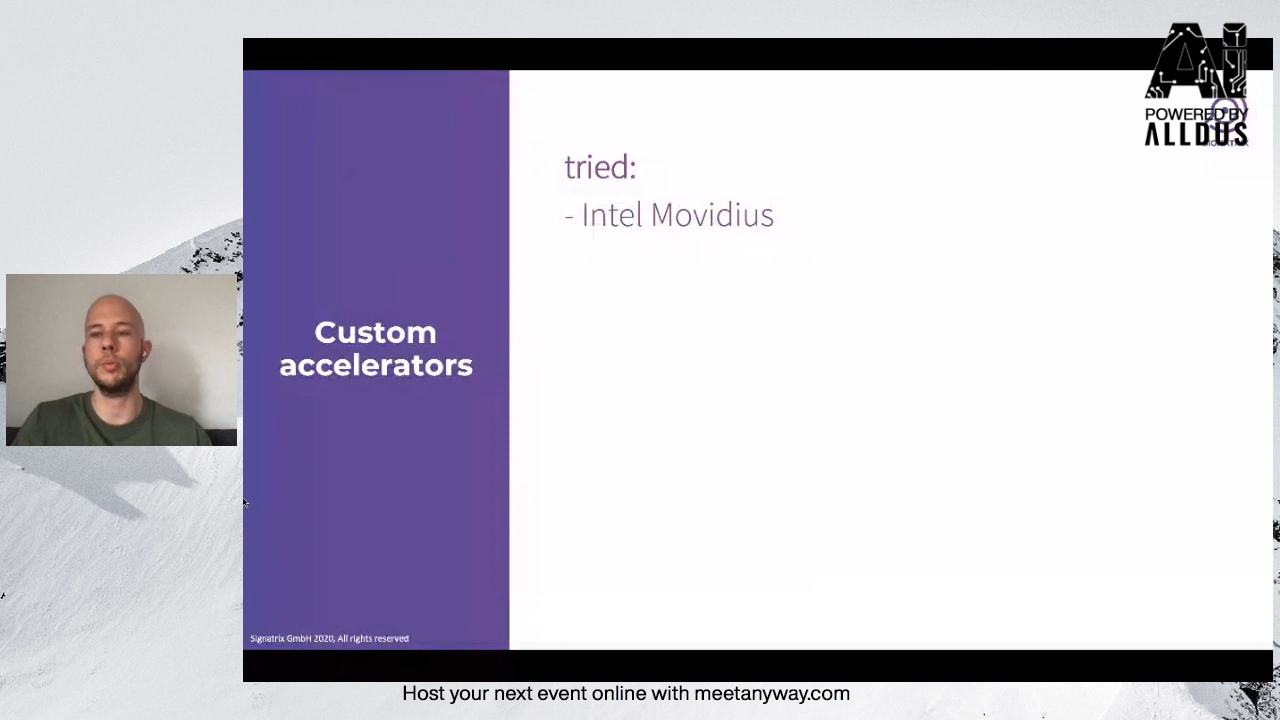 Ai
POWERED BY
ALLDUS
tried:
- Intel Movidius
Custom
accelerators
Signatrix GmbH 2020, All rights reserved
Host your next event online with meetanyway.com